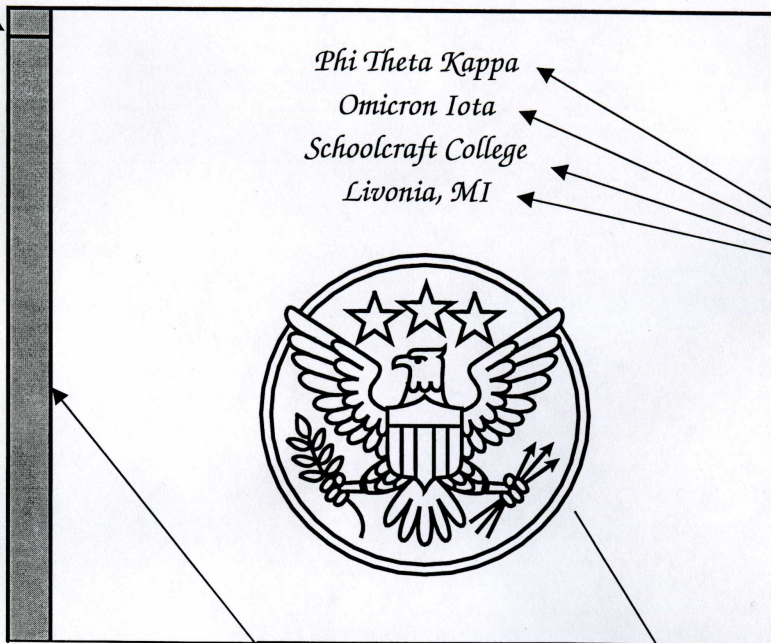 Phi Theta Kappa
Omicron Iota
Schoolcraft College
Livonia, MI